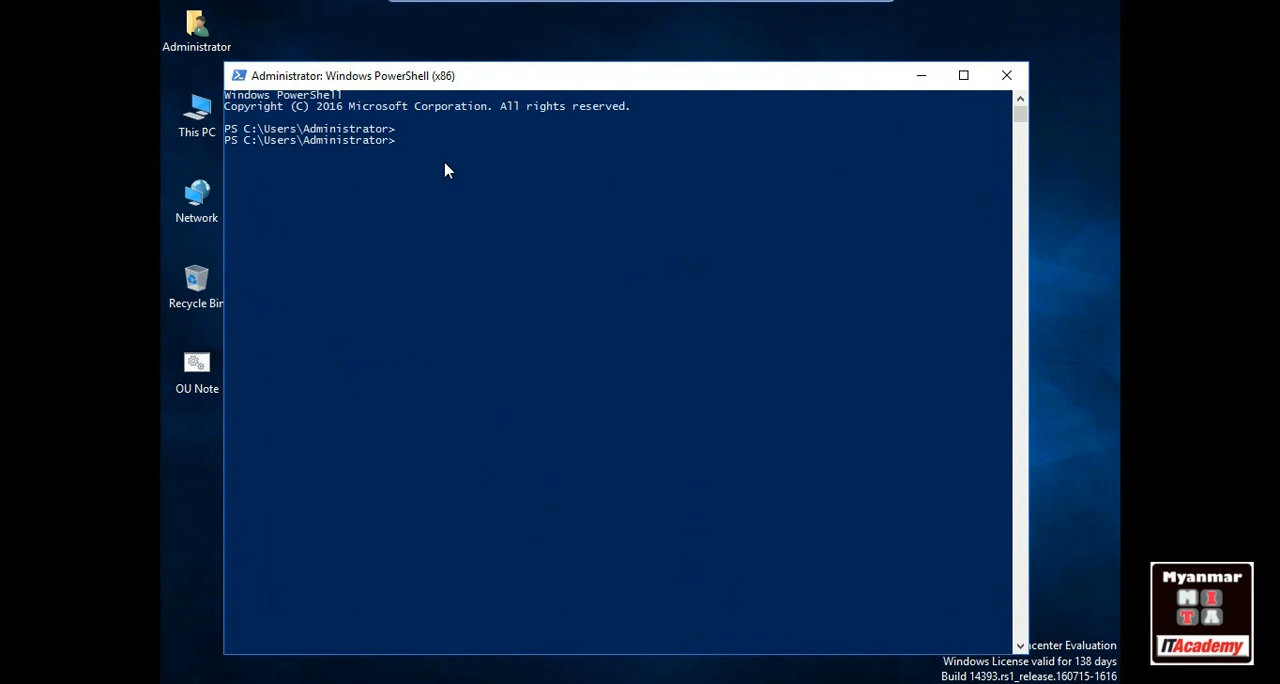 Administrator
This PC
Network
Recycle Bin
OU Note
Administrator: Windows PowerShell (x86)
Windows PowerShell
Copyright (C) 2016 Microsoft Corporation. All rights reserved.
PS C:\Users\Administrator>
PS C:\Users\Administrator>
center Evaluation
Windows License valid for 138 days
Build 14393.rs1_release.160715-1616
Myanmar
M I
T A
ITAcademy